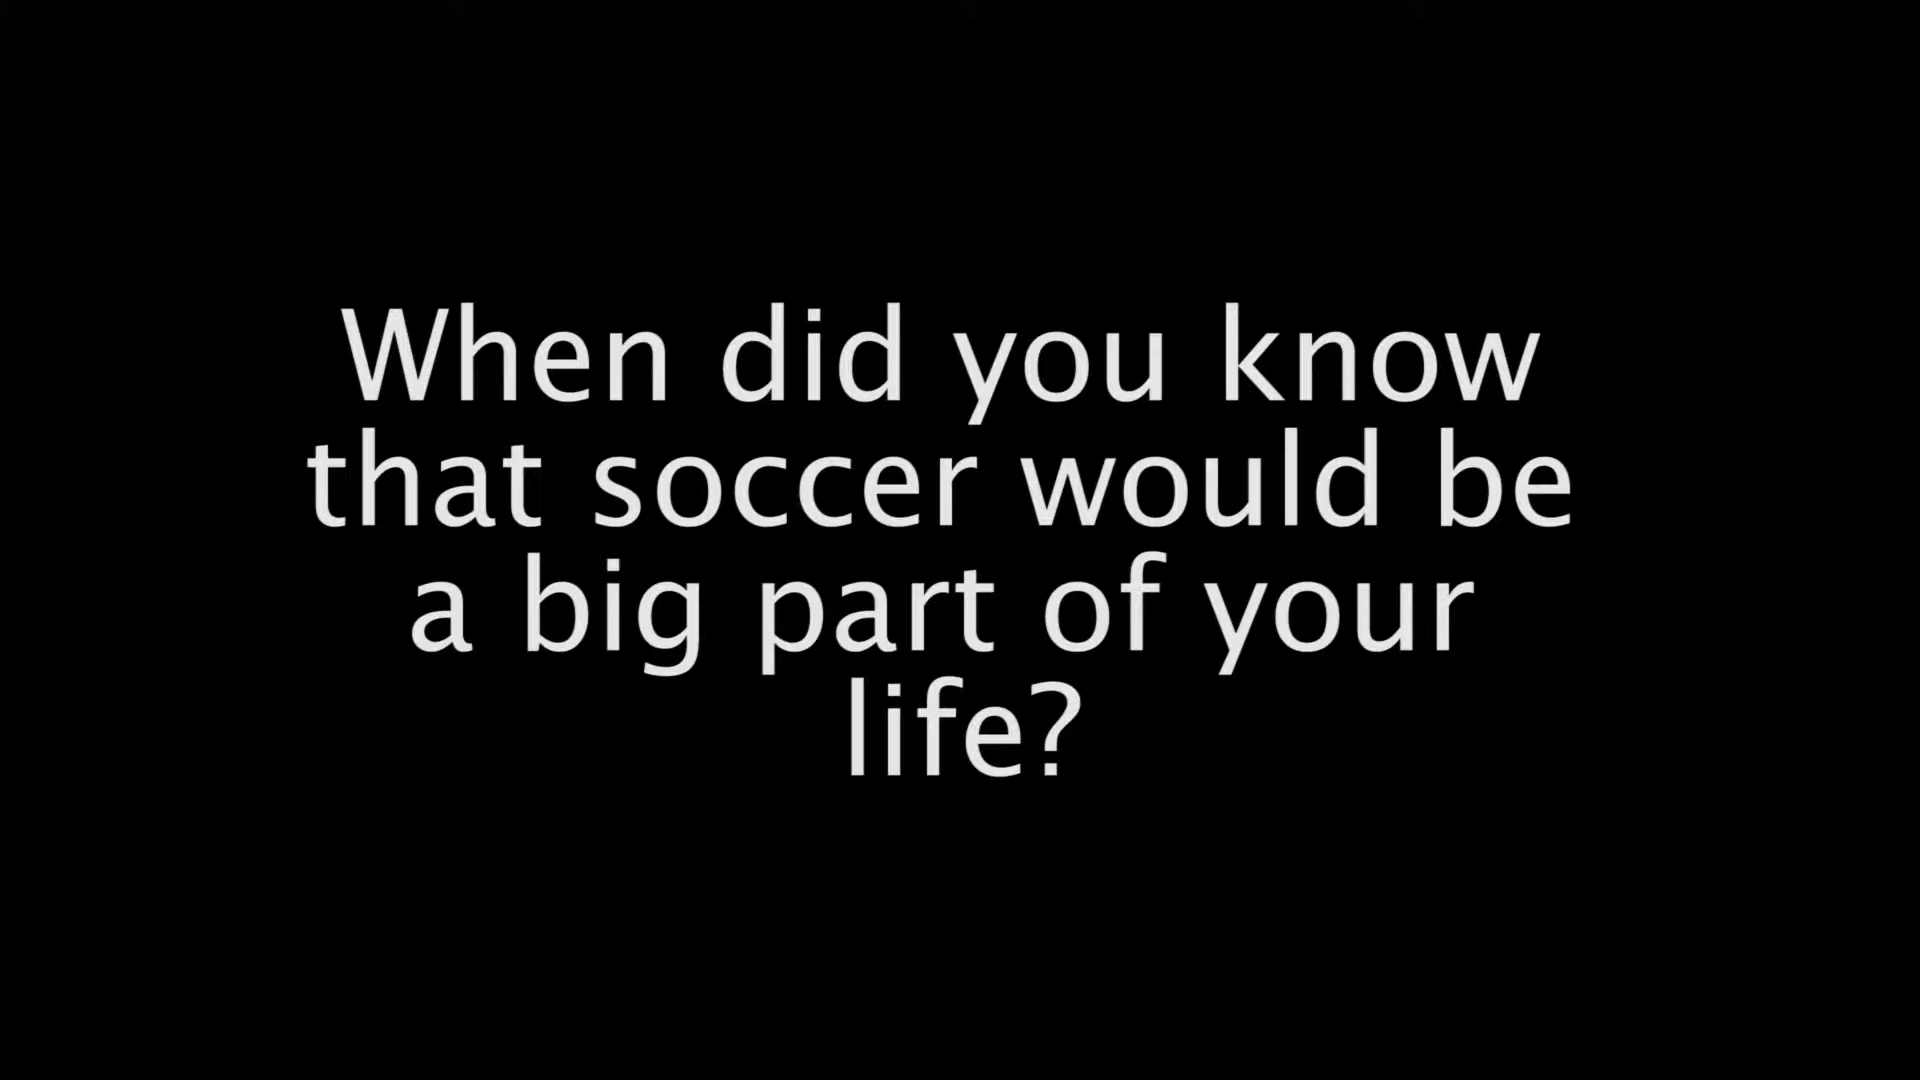 When did you know
that soccer would be
a big part of your
life?